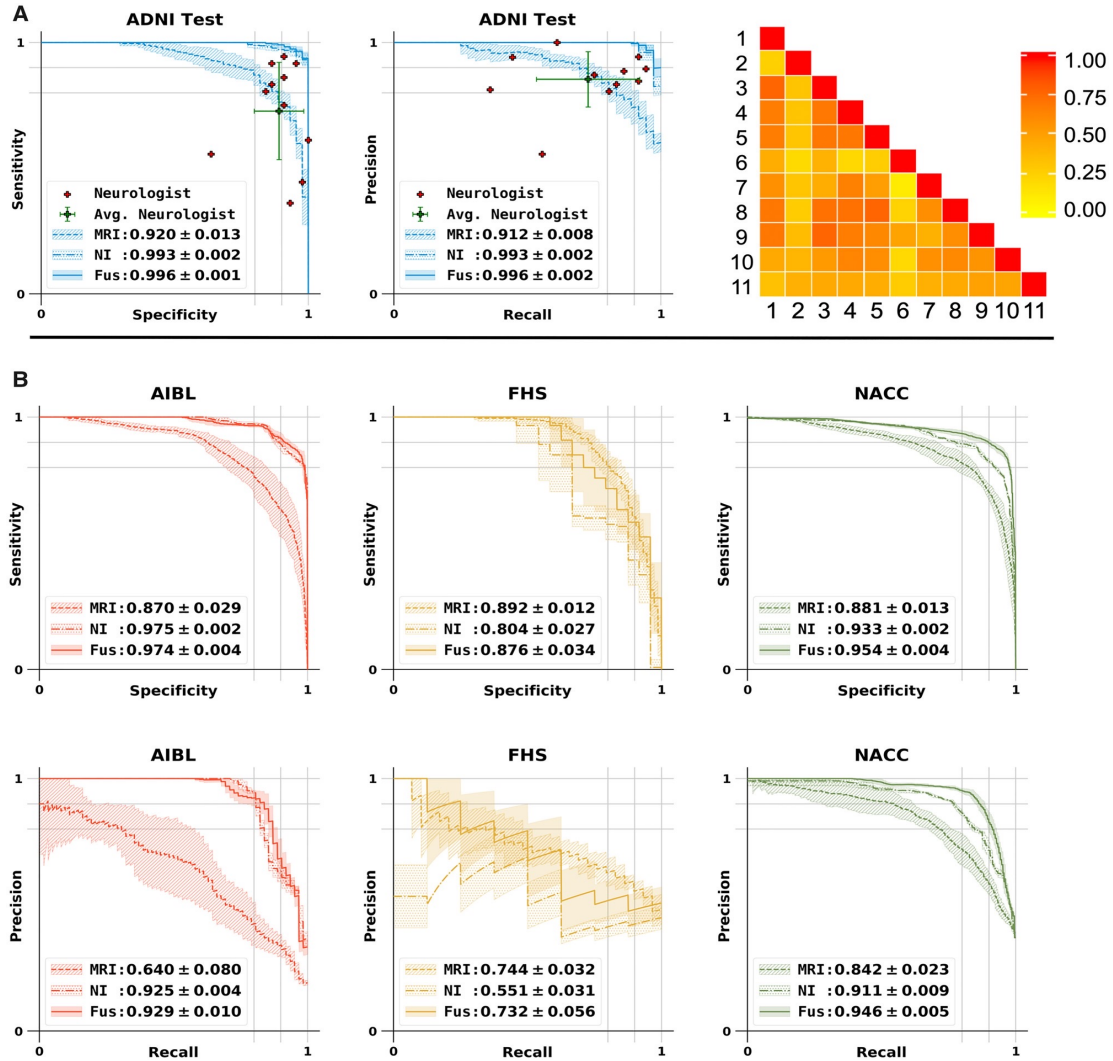 A
ADNI Test
1
Sensitivity
Neurologist
Avg. Neurologist
MRI:0.920 ± 0.013
NI :0.993 ± 0.002
Fus:0.996 ± 0.001
0
0
Specificity
1
ADNI Test
1
Precision
Neurologist
Avg. Neurologist
MRI:0.912 ± 0.008
NI :0.993 ± 0.002
Fus:0.996 ± 0.002
0
0
Recall
1
1
2
3
4
5
6
7
8
9
10
11
1 2 3 4 5 6 7 8 9 10 11
1.00
0.75
0.50
0.25
0.00
B
AIBL
1
Sensitivity
MRI:0.870 ± 0.029
NI :0.975 ± 0.002
Fus:0.974 ± 0.004
0
0
Specificity
1
FHS
1
Sensitivity
MRI:0.892 ± 0.012
NI :0.804 ± 0.027
Fus:0.876 ± 0.034
0
0
Specificity
1
NACC
1
Sensitivity
MRI:0.881 ± 0.013
NI :0.933 ± 0.002
Fus:0.954 ± 0.004
0
0
Specificity
1
AIBL
1
Precision
MRI:0.640 ± 0.080
NI :0.925 ± 0.004
Fus:0.929 ± 0.010
0
0
Recall
1
FHS
1
Precision
MRI:0.744 ± 0.032
NI :0.551 ± 0.031
Fus:0.732 ± 0.056
0
0
Recall
1
NACC
1
Precision
MRI:0.842 ± 0.023
NI :0.911 ± 0.009
Fus:0.946 ± 0.005
0
0
Recall
1